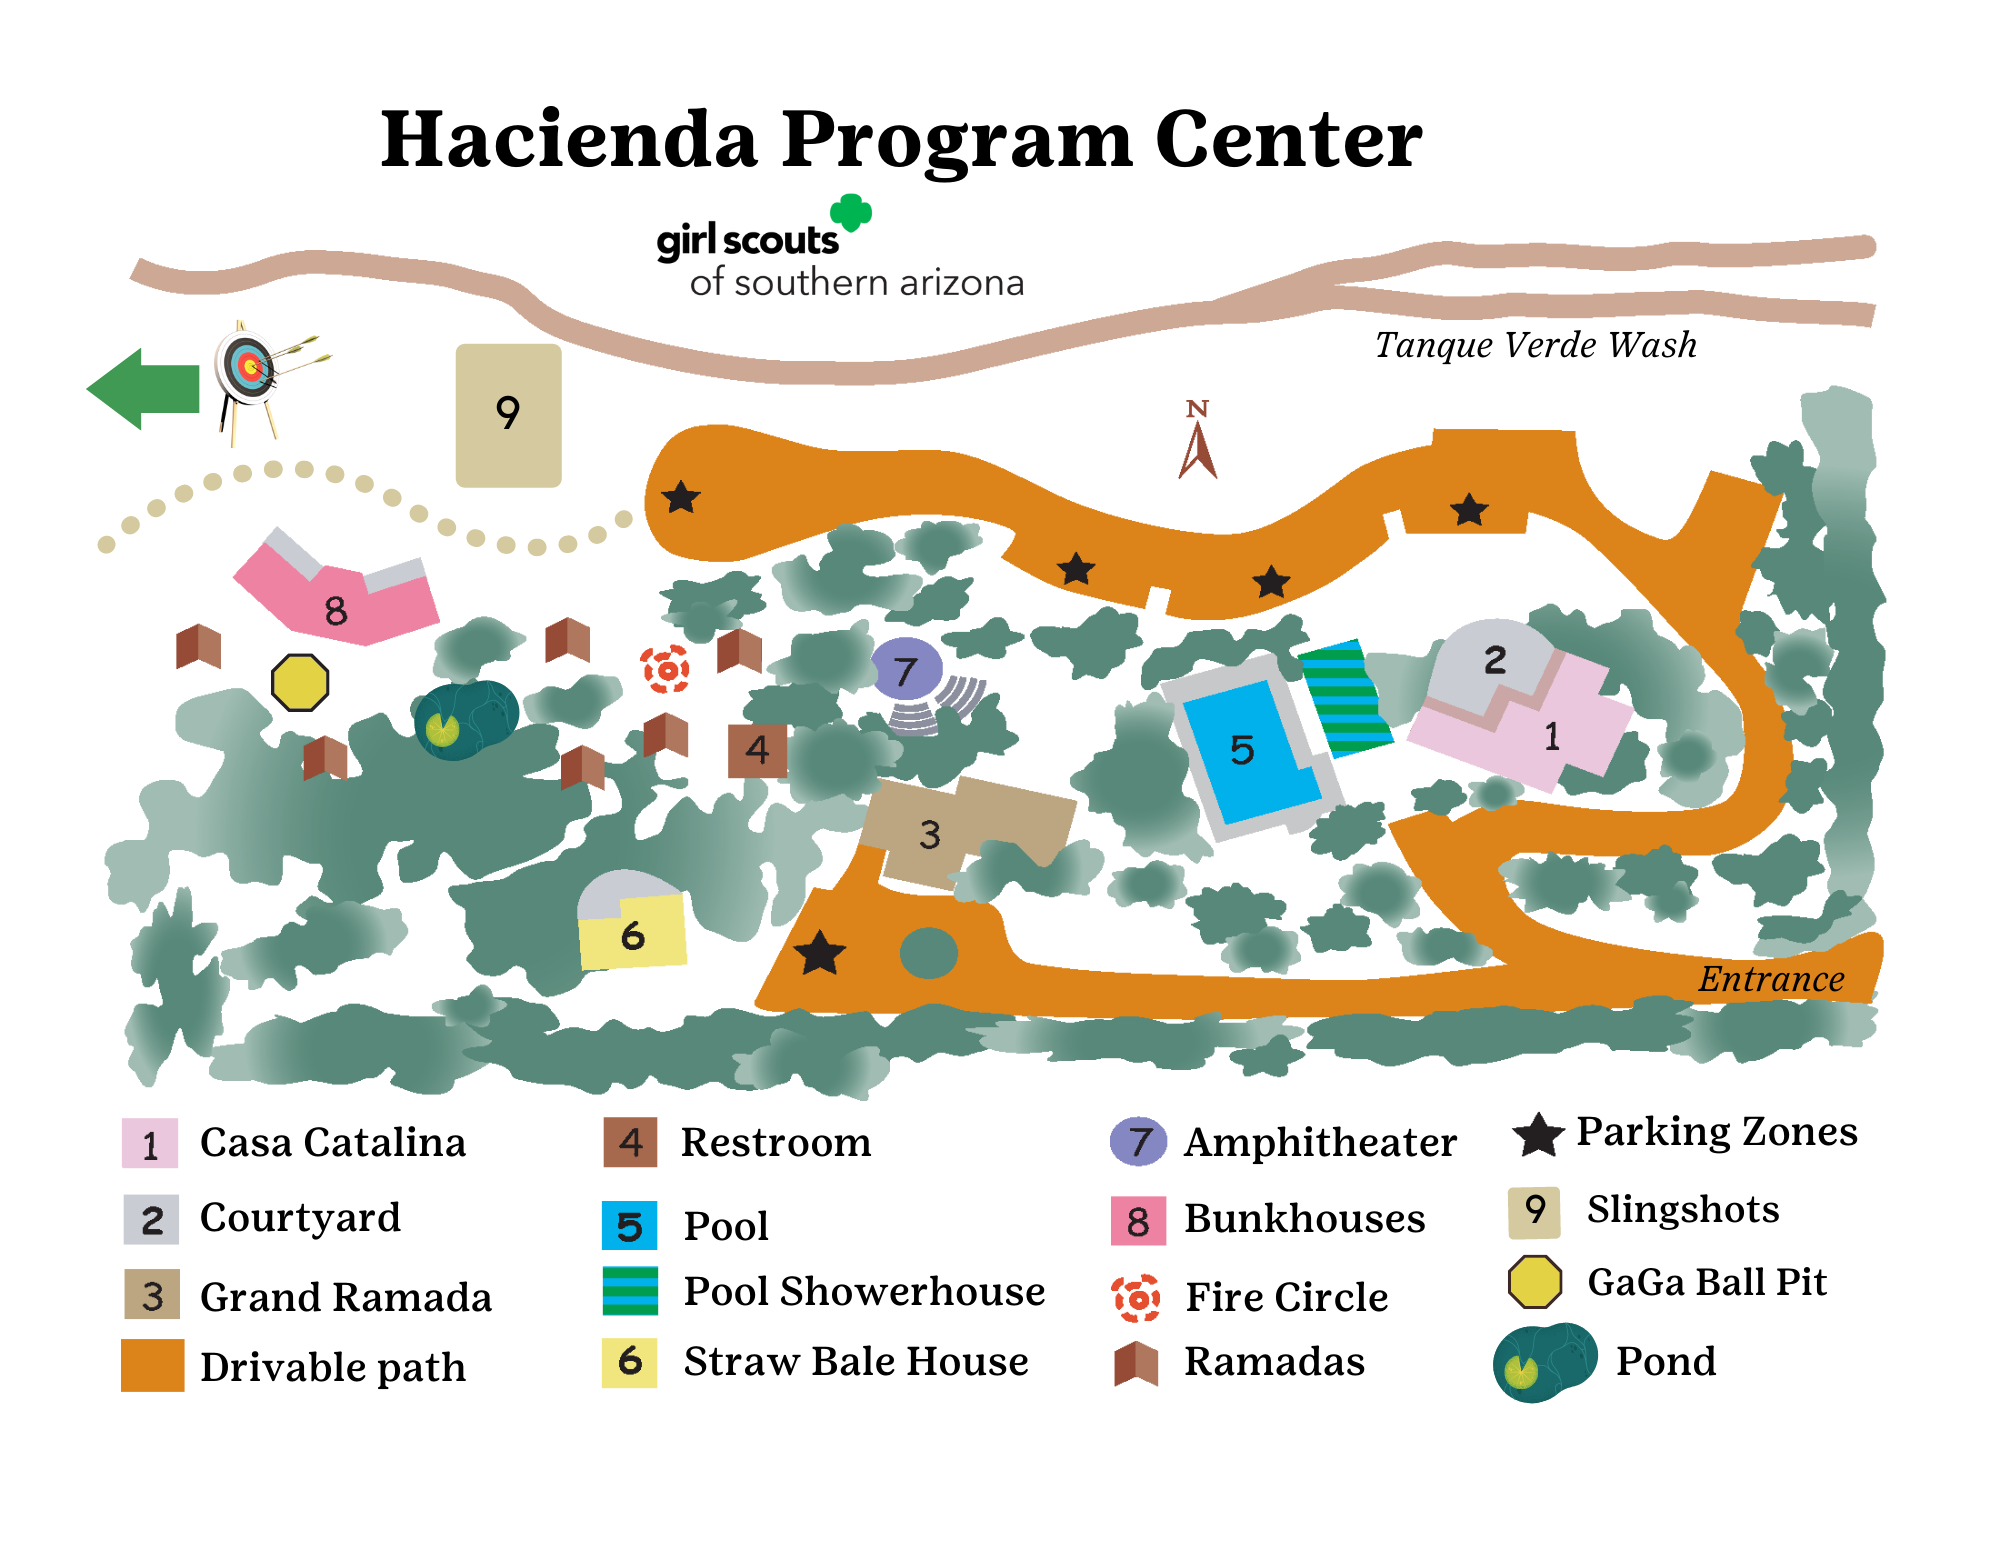 Hacienda Program Center
girl scouts
of southern arizona
Tanque Verde Wash
N
9
8
7
2
1
4
5
3
6
Entrance
1 Casa Catalina
2 Courtyard
3 Grand Ramada
Drivable path
4 Restroom
5 Pool
Pool Showerhouse
6 Straw Bale House
7 Amphitheater
8 Bunkhouses
Fire Circle
Ramadas
Parking Zones
9 Slingshots
GaGa Ball Pit
Pond